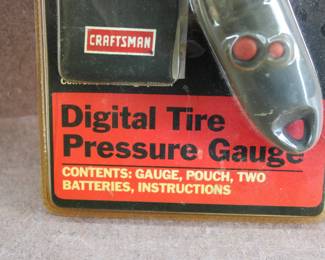 CRAFTSMAN
Digital Tire
Pressure Gauge
CONTENTS: GAUGE, POUCH, TWO
BATTERIES, INSTRUCTIONS